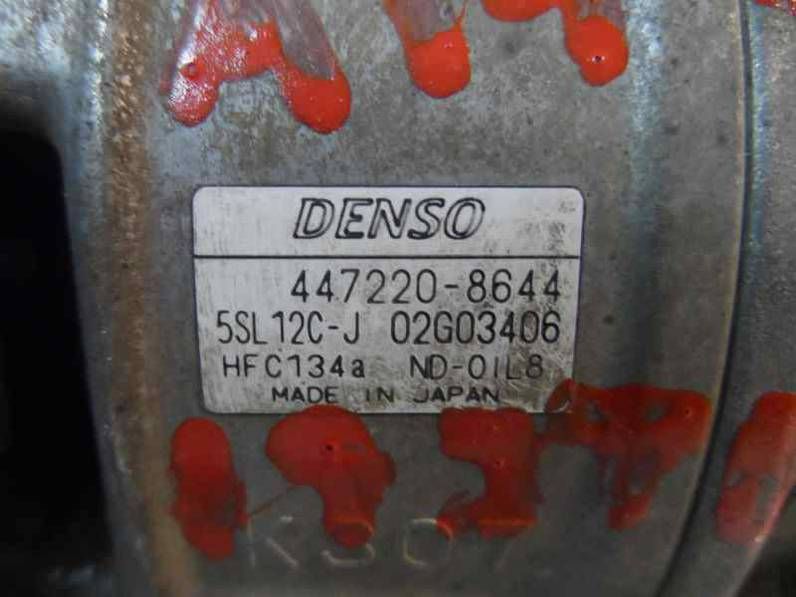 DENSO
447220-8644
5SL12C-J 02G03406
HFC134a ND-OIL8
MADE IN JAPAN